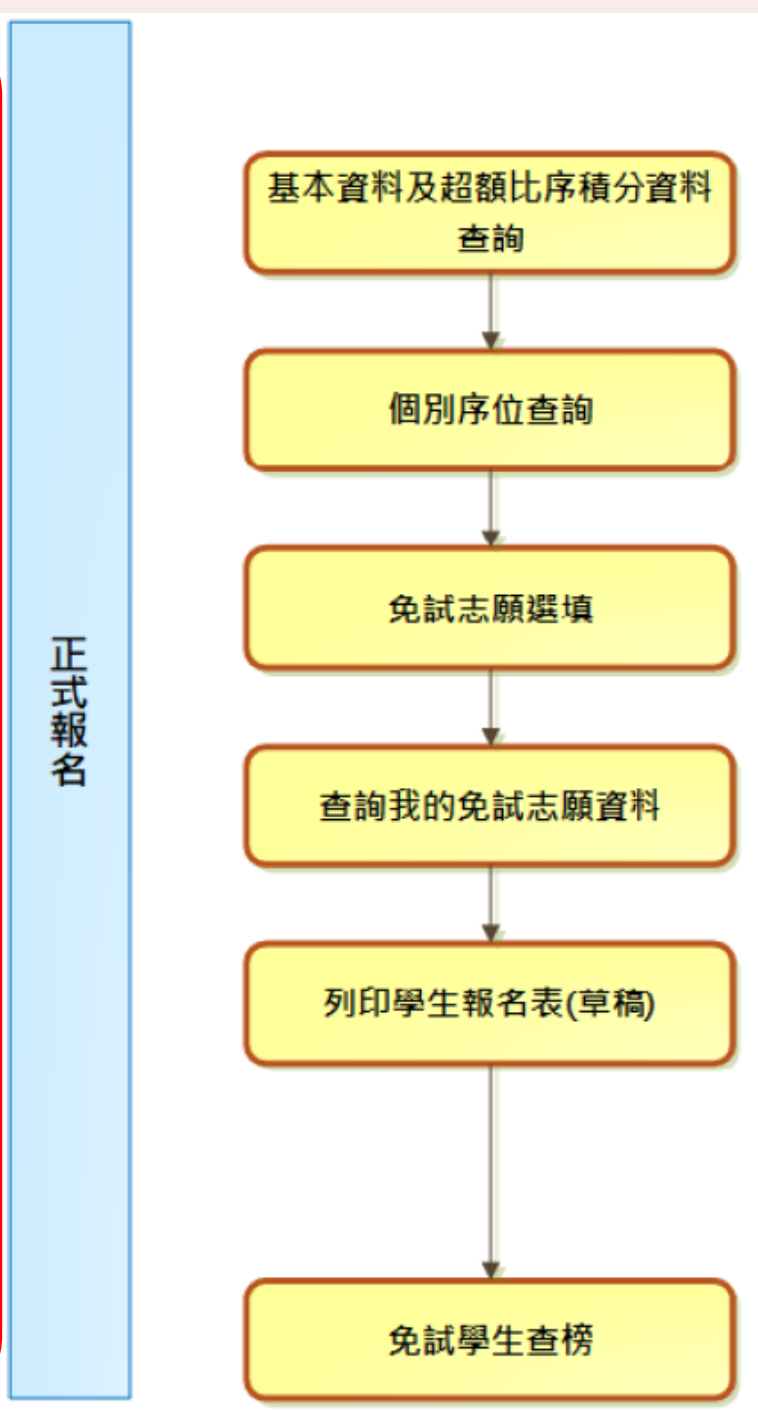 正式報名
基本資料及超額比序積分資料
查詢
個別序位查詢
免試志願選填
查詢我的免試志願資料
列印學生報名表(草稿)
免試學生查榜